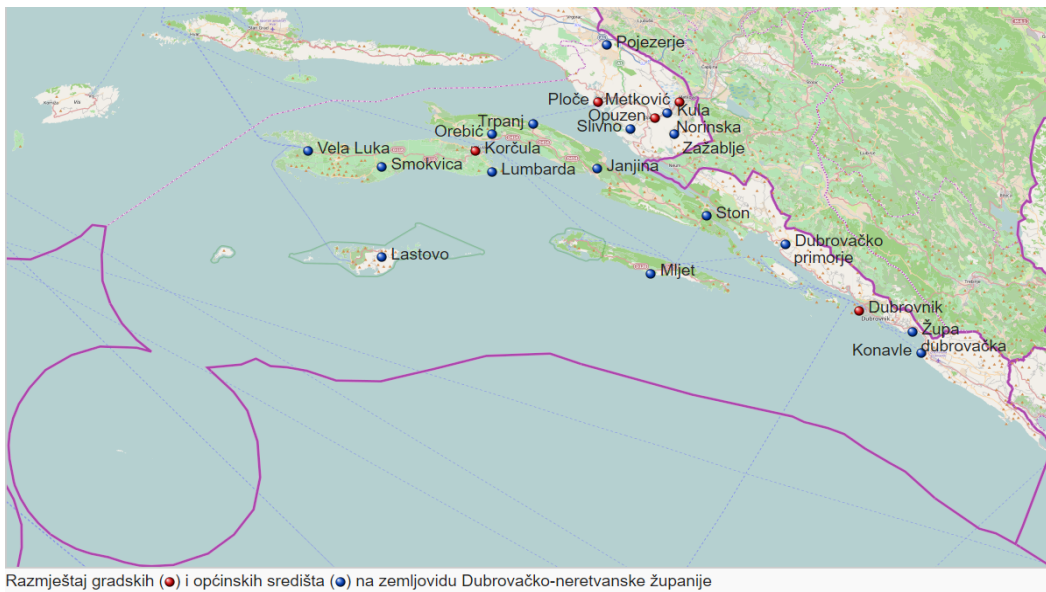 Pojezerje
Ploče
Metković
Opuzen
Kula
Norinska
Slivno
Zažablje
Trpanj
Orebić
Korčula
Vela Luka
Smokvica
Lumbarda
Janjina
Ston
Dubrovačko
primorje
Lastovo
Mljet
Dubrovnik
Dubrovnik
Župa
dubrovačka
Konavle
Razmještaj gradskih () i općinskih središta () na zemljovidu Dubrovačko-neretvanske županije